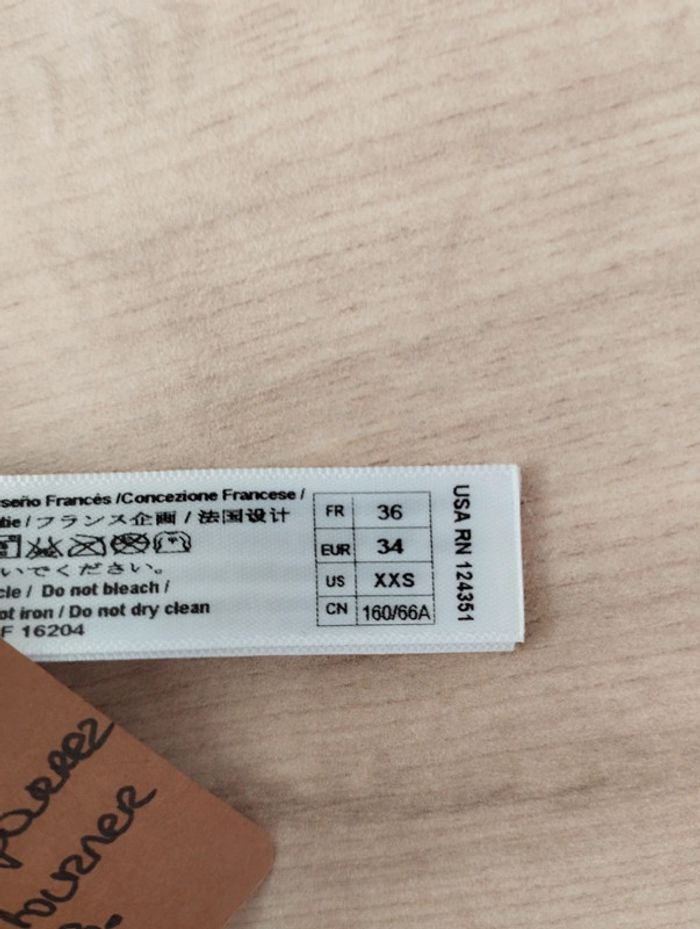 seño Francés /Concezione Francese /
tie / フランス企画 / 法国设计
いでください。
cle / Do not bleach /
ot iron / Do not dry clean
F 16204
FR 36
EUR 34
US XXS
CN 160/66A
USA RN 124351
pourrez
tourner